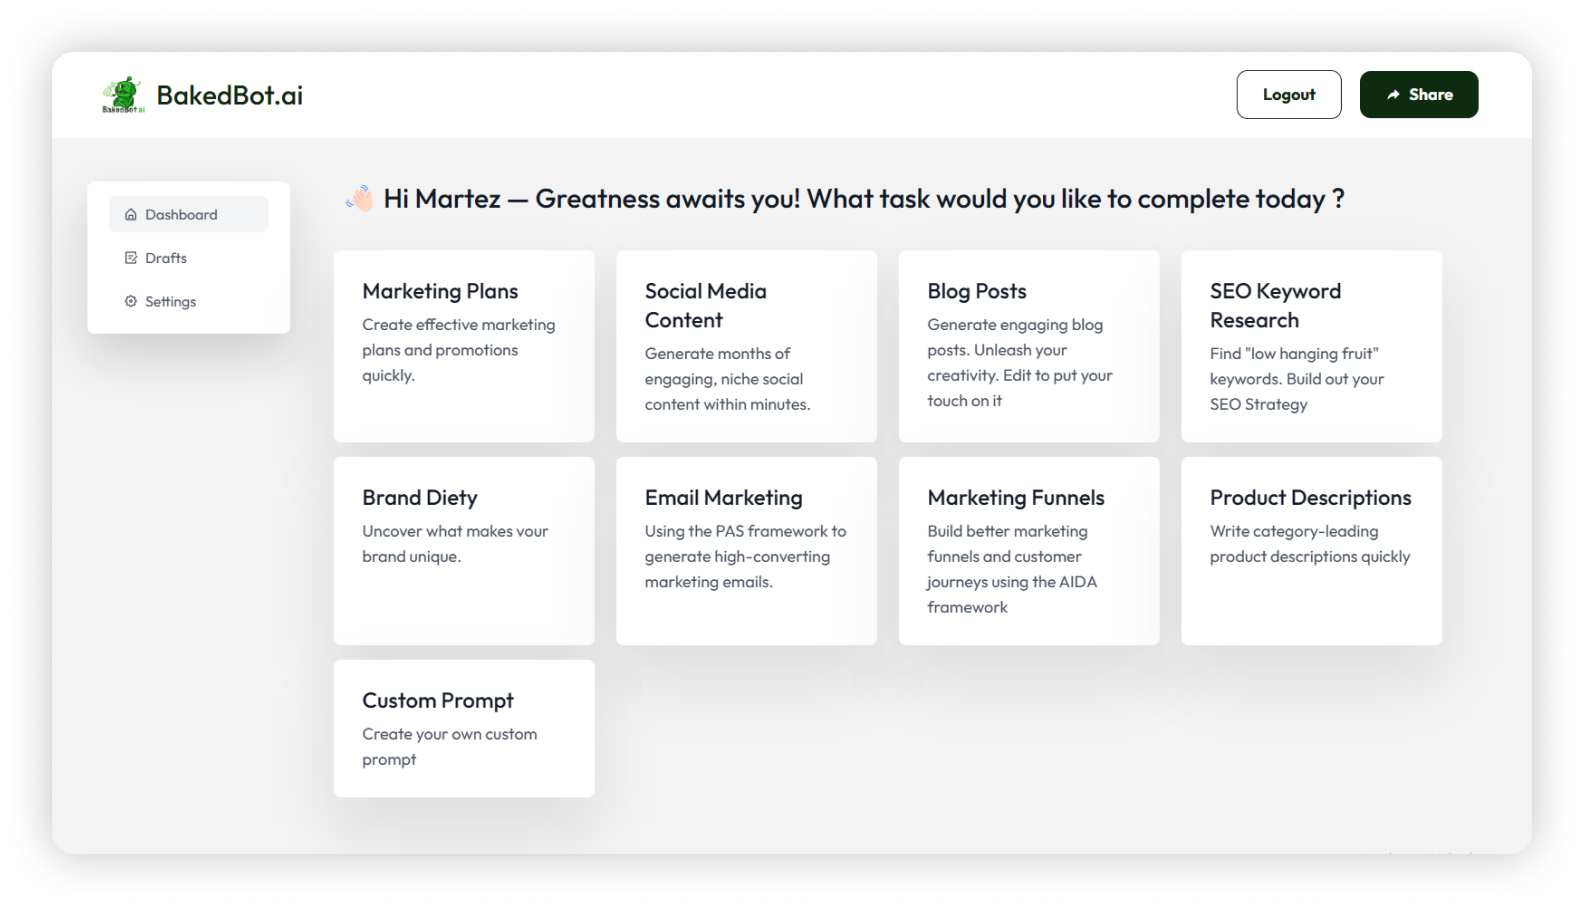 BakedBot.ai
BakedBot.ai
Logout
Share
Dashboard
Drafts
Settings
👋🏻 Hi Martez — Greatness awaits you! What task would you like to complete today ?
Marketing Plans
Create effective marketing
plans and promotions
quickly.
Social Media
Content
Generate months of
engaging, niche social
content within minutes.
Blog Posts
Generate engaging blog
posts. Unleash your
creativity. Edit to put your
touch on it
SEO Keyword
Research
Find "low hanging fruit"
keywords. Build out your
SEO Strategy
Brand Diety
Uncover what makes your
brand unique.
Email Marketing
Using the PAS framework to
generate high-converting
marketing emails.
Marketing Funnels
Build better marketing
funnels and customer
journeys using the AIDA
framework
Product Descriptions
Write category-leading
product descriptions quickly
Custom Prompt
Create your own custom
prompt